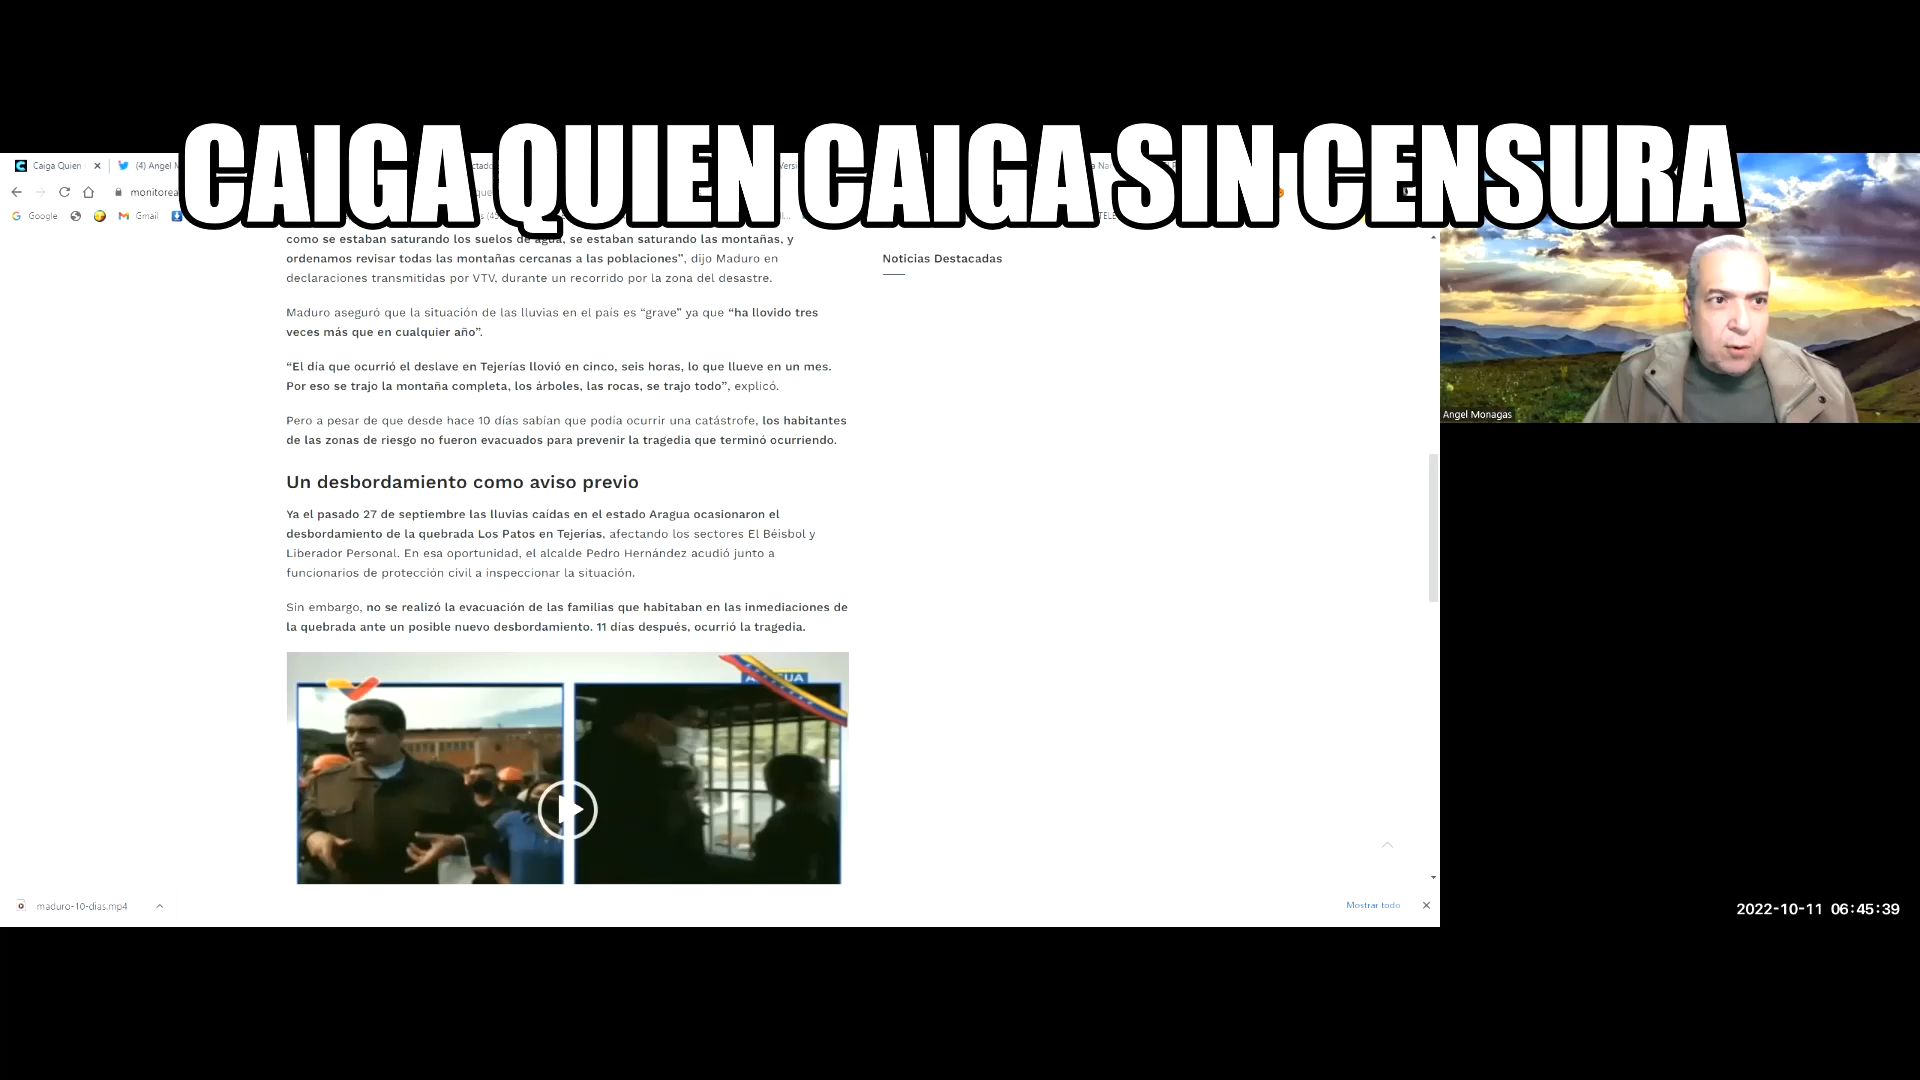 CAIGA QUIEN CAIGA SIN CENSURA
Caiga Quien
(4) Angel M
monitorea
Google
Gmail
como se estaban saturando los suelos de agua, se estaban saturando las montañas, y
ordenamos revisar todas las montañas cercanas a las poblaciones”, dijo Maduro en
declaraciones transmitidas por VTV, durante un recorrido por la zona del desastre.
Maduro aseguró que la situación de las lluvias en el país es “grave” ya que “ha llovido tres
veces más que en cualquier año”.
“El día que ocurrió el deslave en Tejerías llovió en cinco, seis horas, lo que llueve en un mes.
Por eso se trajo la montaña completa, los árboles, las rocas, se trajo todo”, explicó.
Pero a pesar de que desde hace 10 días sabían que podía ocurrir una catástrofe, los habitantes
de las zonas de riesgo no fueron evacuados para prevenir la tragedia que terminó ocurriendo.
Un desbordamiento como aviso previo
Ya el pasado 27 de septiembre las lluvias caídas en el estado Aragua ocasionaron el
desbordamiento de la quebrada Los Patos en Tejerías, afectando los sectores El Béisbol y
Liberador Personal. En esa oportunidad, el alcalde Pedro Hernández acudió junto a
funcionarios de protección civil a inspeccionar la situación.
Sin embargo, no se realizó la evacuación de las familias que habitaban en las inmediaciones de
la quebrada ante un posible nuevo desbordamiento. 11 días después, ocurrió la tragedia.
Noticias Destacadas
Angel Monagas
maduro-10-dias.mp4
Mostrar todo
2022-10-11 06:45:39